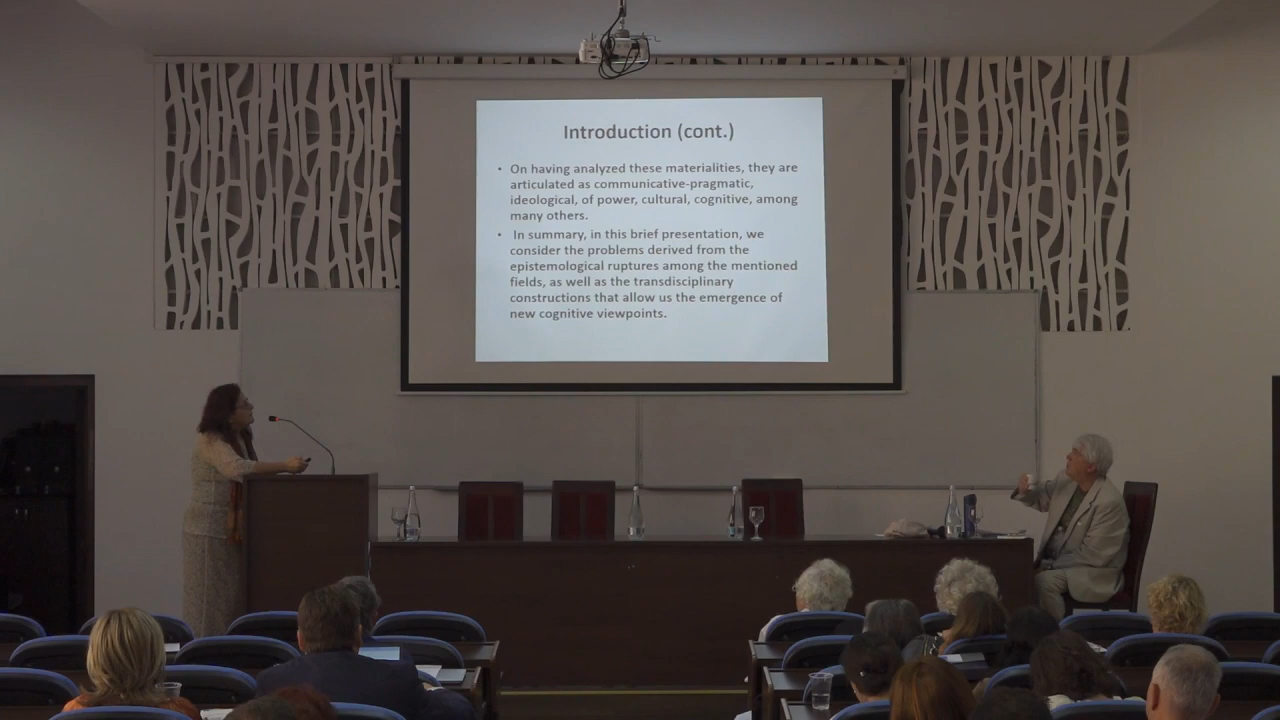 Introduction (cont.)
• On having analyzed these materialities, they are
articulated as communicative-pragmatic,
ideological, of power, cultural, cognitive, among
many others.
• In summary, in this brief presentation, we
consider the problems derived from the
epistemological ruptures among the mentioned
fields, as well as the transdisciplinary
constructions that allow us the emergence of
new cognitive viewpoints.